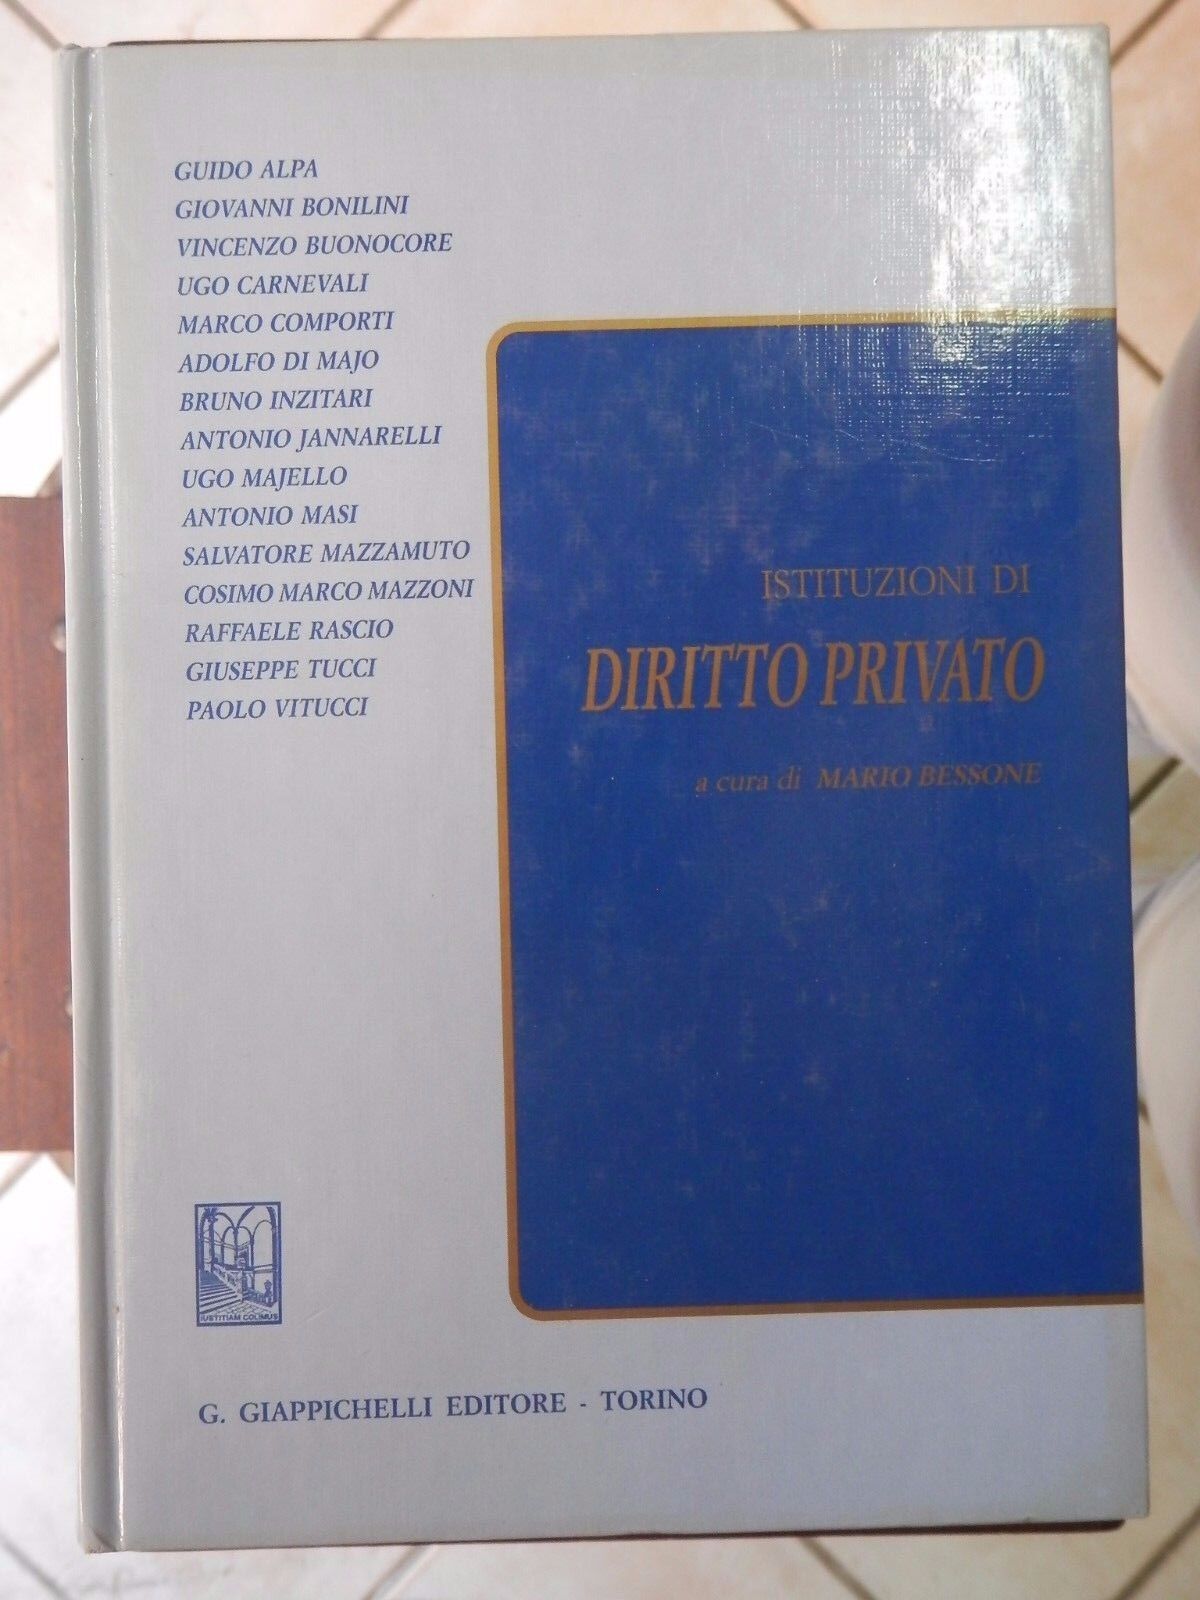 GUIDO ALPA
GIOVANNI BONILINI
VINCENZO BUONOCORE
UGO CARNEVALI
MARCO COMPORTI
ADOLFO DI MAJO
BRUNO INZITARI
ANTONIO JANNARELLI
UGO MAJELLO
ANTONIO MASI
SALVATORE MAZZAMUTO
COSIMO MARCO MAZZONI
RAFFAELE RASCIO
GIUSEPPE TUCCI
PAOLO VITUCCI
ISTITUZIONI DI
DIRITTO PRIVATO
a cura di MARIO BESSONE
IUSTITIAM COLIMUS
G. GIAPPICHELLI EDITORE - TORINO